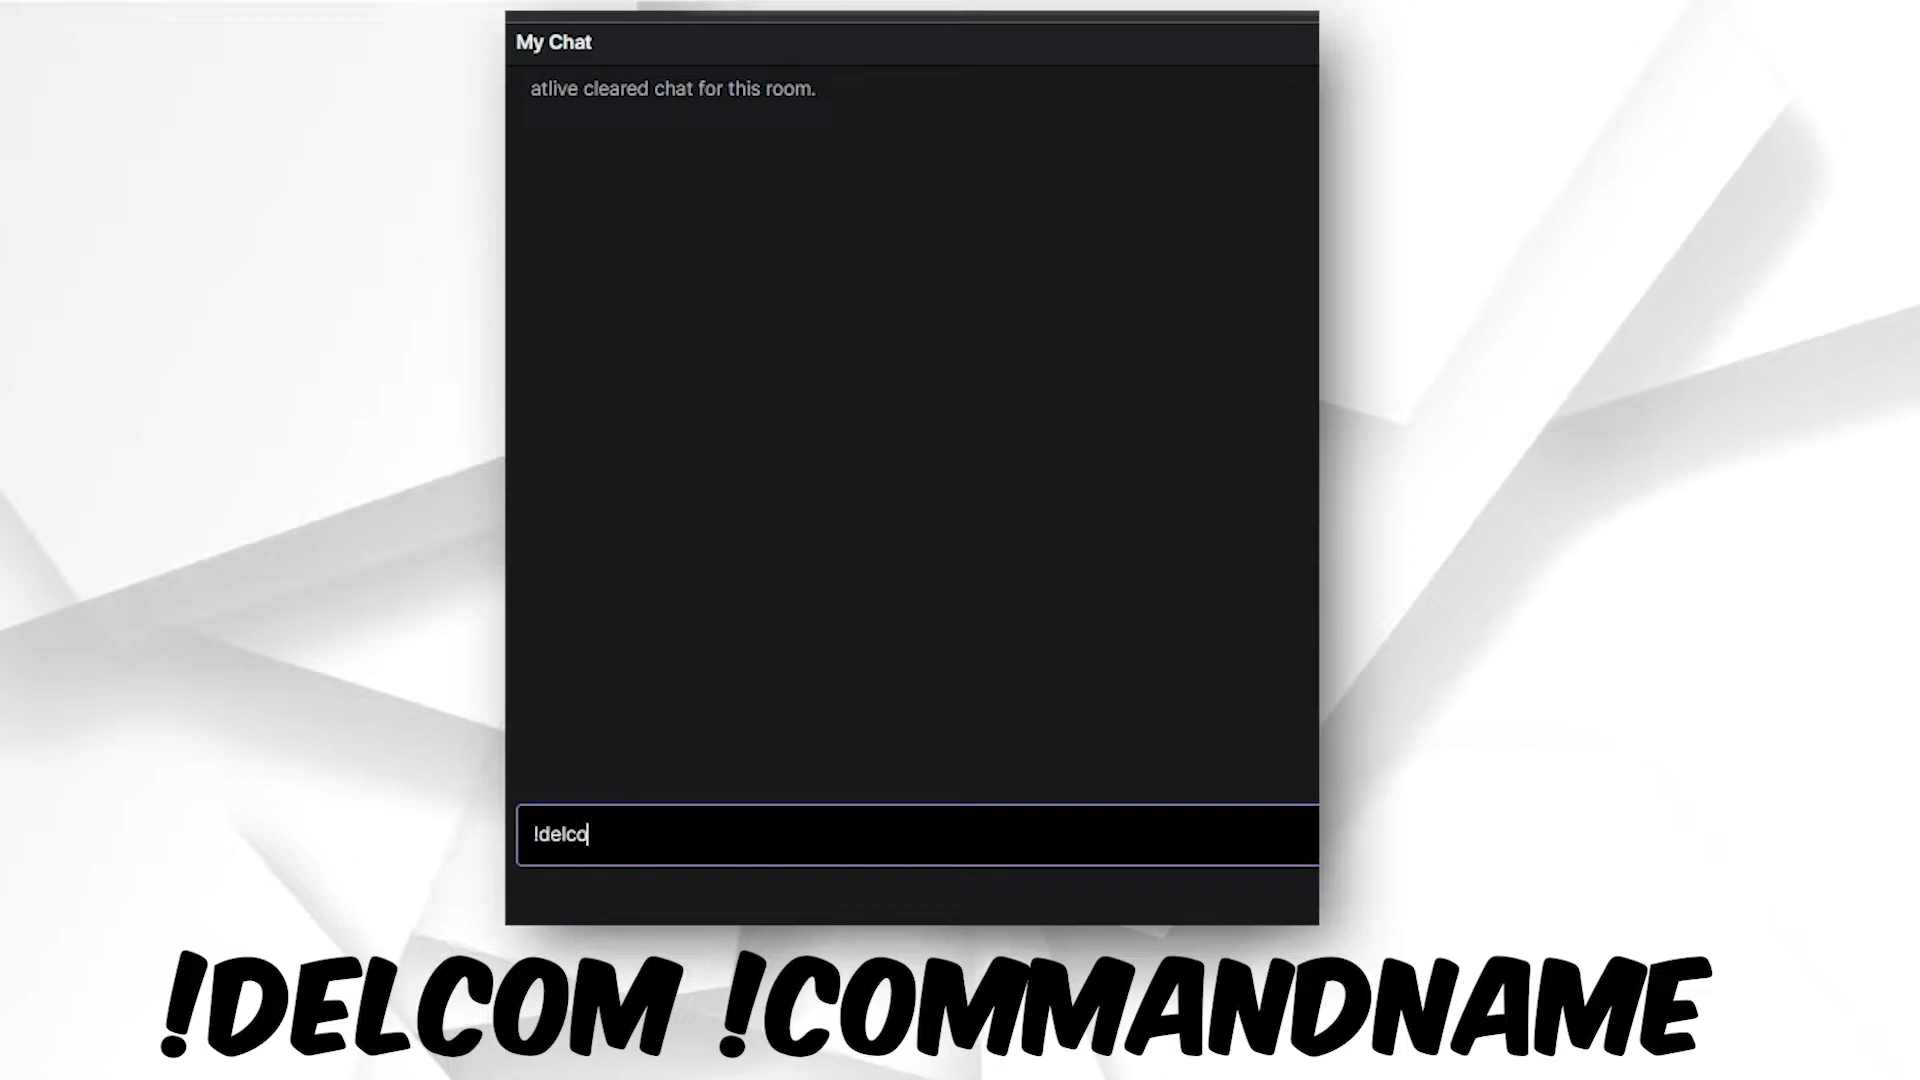 My Chat
atlive cleared chat for this room.
!delco
!DELCOM !COMMANDNAME